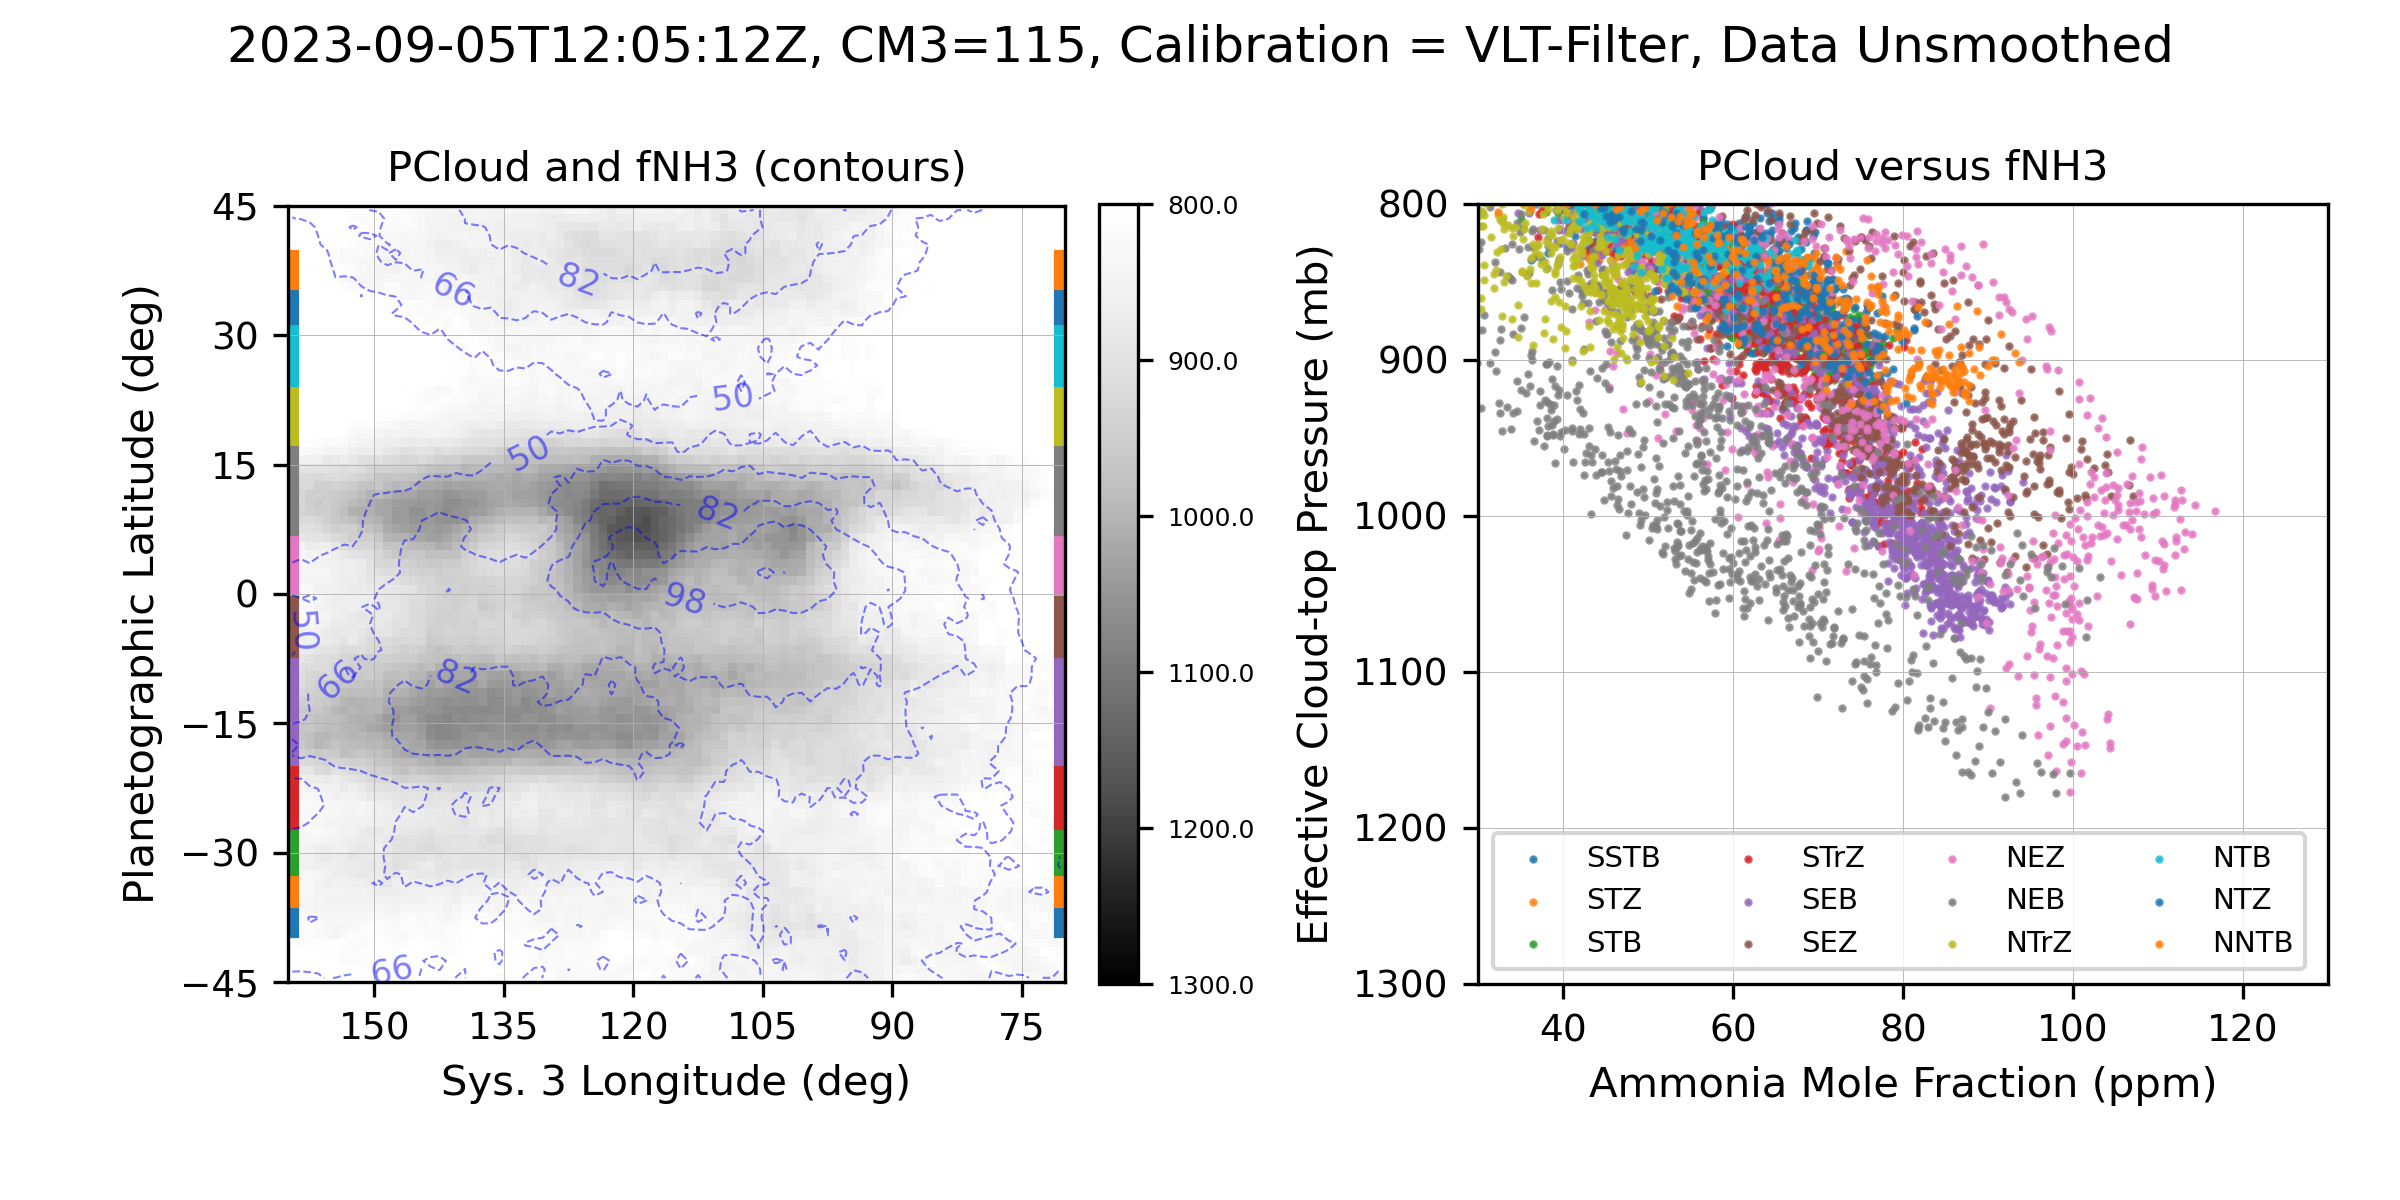 2023-09-05T12:05:12Z, CM3=115, Calibration = VLT-Filter, Data Unsmoothed
PCloud and fNH3 (contours)
45
30
15
0
−15
−30
−45
Planetographic Latitude (deg)
150
135
120
105
90
75
Sys. 3 Longitude (deg)
66
82
50
50
82
98
50
66
82
66
800.0
900.0
1000.0
1100.0
1200.0
1300.0
PCloud versus fNH3
800
900
1000
1100
1200
1300
Effective Cloud-top Pressure (mb)
SSTB
STZ
STB
STrZ
SEB
SEZ
NEZ
NEB
NTrZ
NTB
NTZ
NNTB
40
60
80
100
120
Ammonia Mole Fraction (ppm)